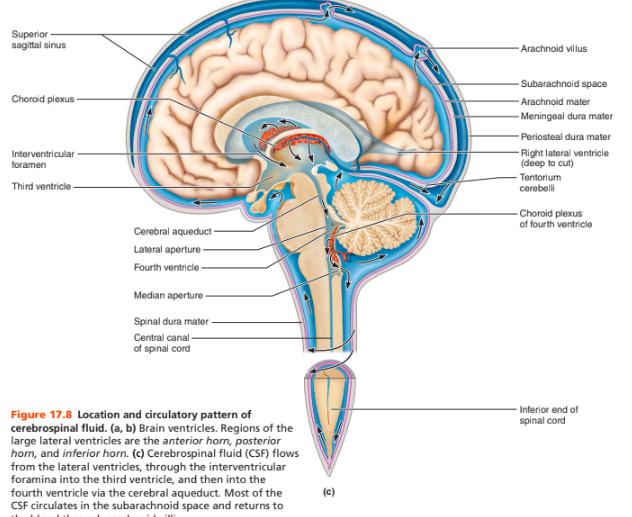 Superior
sagittal sinus
Choroid plexus
Interventricular
foramen
Third ventricle
Cerebral aqueduct
Lateral aperture
Fourth ventricle
Median aperture
Spinal dura mater
Central canal
of spinal cord
Arachnoid villus
Subarachnoid space
Arachnoid mater
Meningeal dura mater
Periosteal dura mater
Right lateral ventricle
(deep to cut)
Tentorium
cerebelli
Choroid plexus
of fourth ventricle
Inferior end of
spinal cord
(c)
Figure 17.8 Location and circulatory pattern of
cerebrospinal fluid. (a, b) Brain ventricles. Regions of the
large lateral ventricles are the anterior horn, posterior
horn, and inferior horn. (c) Cerebrospinal fluid (CSF) flows
from the lateral ventricles, through the interventricular
foramina into the third ventricle, and then into the
fourth ventricle via the cerebral aqueduct. Most of the
CSF circulates in the subarachnoid space and returns to